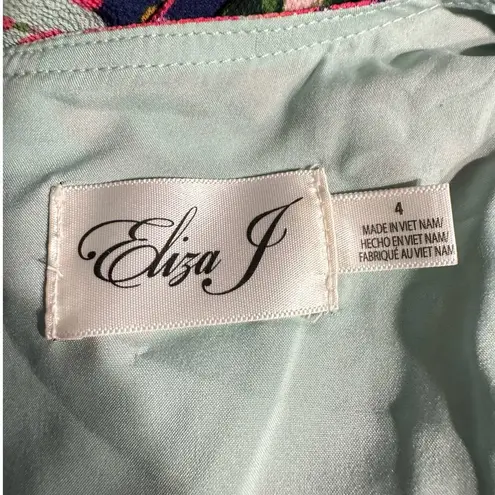 Eliza J
4
MADE IN VIET NAM/
HECHO EN VIET NAM/
FABRIQUÉ AU VIET NAM